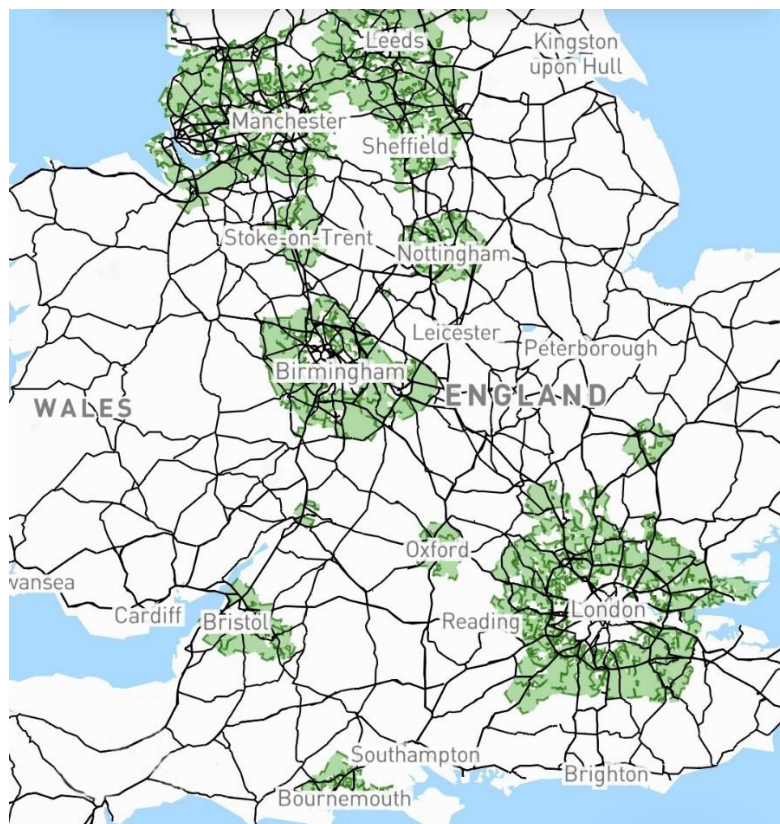 Leeds
Kingston
upon Hull
Manchester
Sheffield
Stoke-on-Trent
Nottingham
Leicester
Peterborough
Birmingham
WALES
ENGLAND
Oxford
wansea
Cardiff
Bristol
Reading
London
Southampton
Brighton
Bournemouth